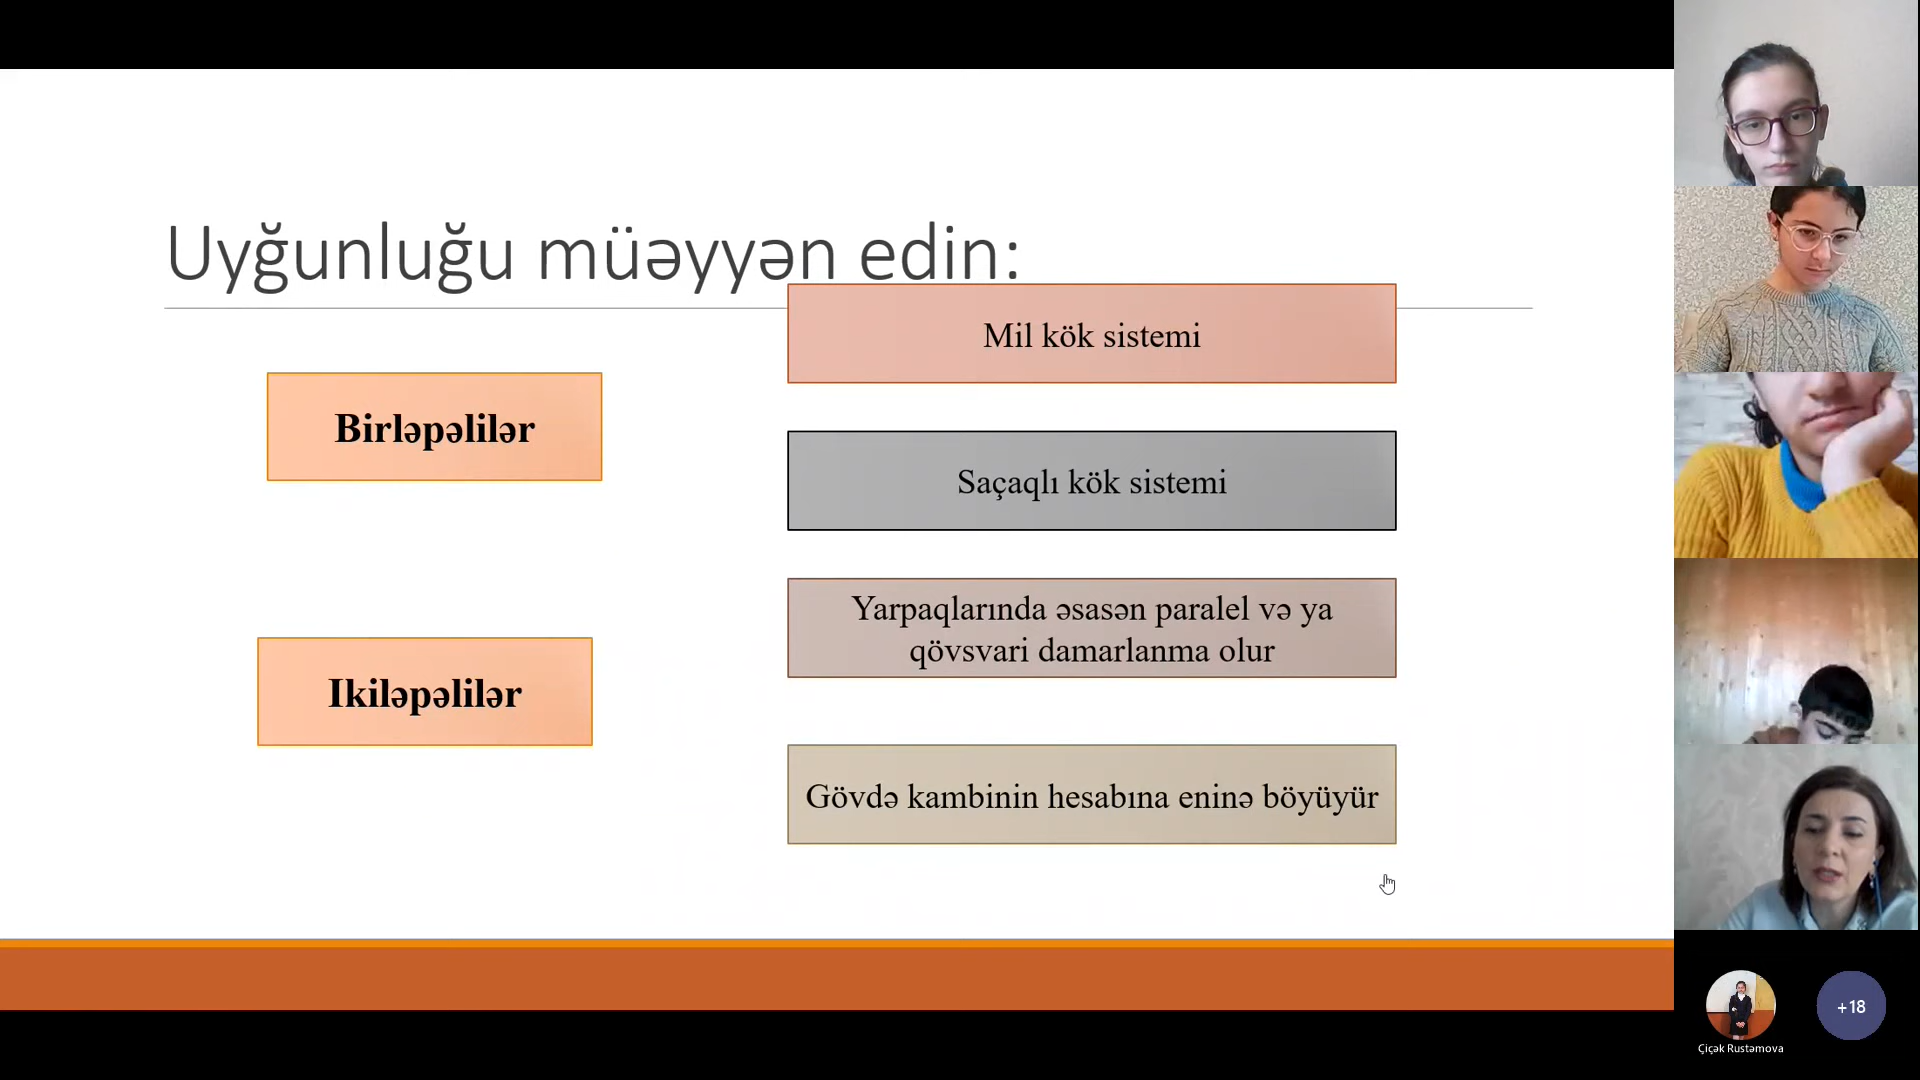 Uyğunluğu müəyyən edin:
Mil kök sistemi
Birləpəlilər
Saçaqlı kök sistemi
Yarpaqlarında əsasən paralel və ya
qövsvari damarlanma olur
Ikiləpəlilər
Gövdə kambinin hesabına eninə böyüyür
+18
Çiçək Rustəmova